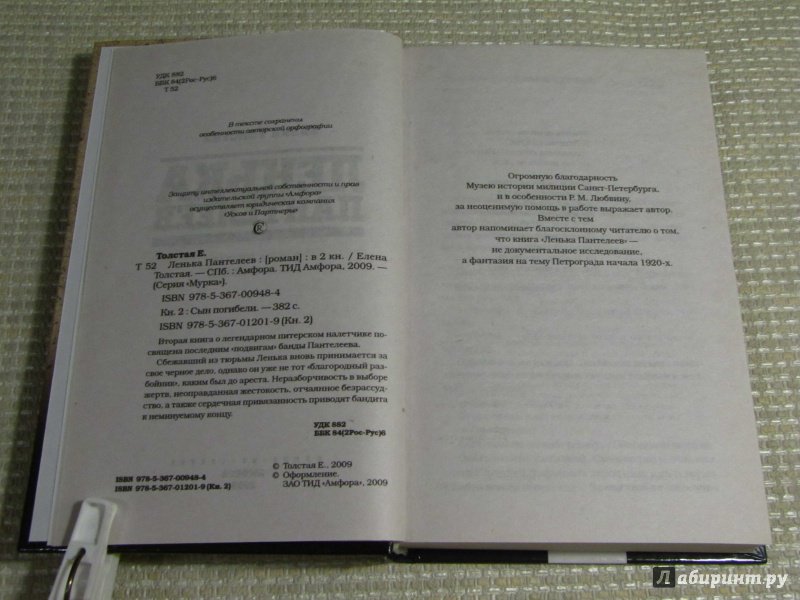 УДК 882
ББК 84(2Рос-Рус)6
Т 52
В тексте сохранены
особенности авторской орфографии
Защиту интеллектуальной собственности и прав
издательской группы «Амфора»
осуществляет юридическая компания
«Усков и Партнеры»
Толстая Е.
Т 52 Ленька Пантелеев : [роман] : в 2 кн. / Елена
Толстая. — СПб. : Амфора. ТИД Амфора, 2009. —
(Серия «Мурка»).
ISBN 978-5-367-00948-4
Кн. 2 : Сын погибели. — 382 с.
ISBN 978-5-367-01201-9 (Кн. 2)
Вторая книга о легендарном питерском налетчике по-
священа последним «подвигам» банды Пантелеева.
Сбежавший из тюрьмы Ленька вновь принимается за
свое черное дело, однако он уже не тот «благородный раз-
бойник», каким был до ареста. Неразборчивость в выборе
жертв, неоправданная жестокость, отчаянное безрассуд-
ство, а также сердечная привязанность приводят бандита
к неминуемому концу.
УДК 882
ББК 84(2Рос-Рус)6
© Толстая Е., 2009
© Оформление.
ЗАО ТИД «Амфора», 2009
ISBN 978-5-367-00948-4
ISBN 978-5-367-01201-9 (Кн. 2)
Огромную благодарность
Музею истории милиции Санкт-Петербурга,
и в особенности Р. М. Любвину,
за неоценимую помощь в работе выражает автор.
Вместе с тем
автор напоминает благосклонному читателю о том,
что книга «Ленька Пантелеев» —
не документальное исследование,
а фантазия на тему Петрограда начала 1920-х.
Лабиринт.ру